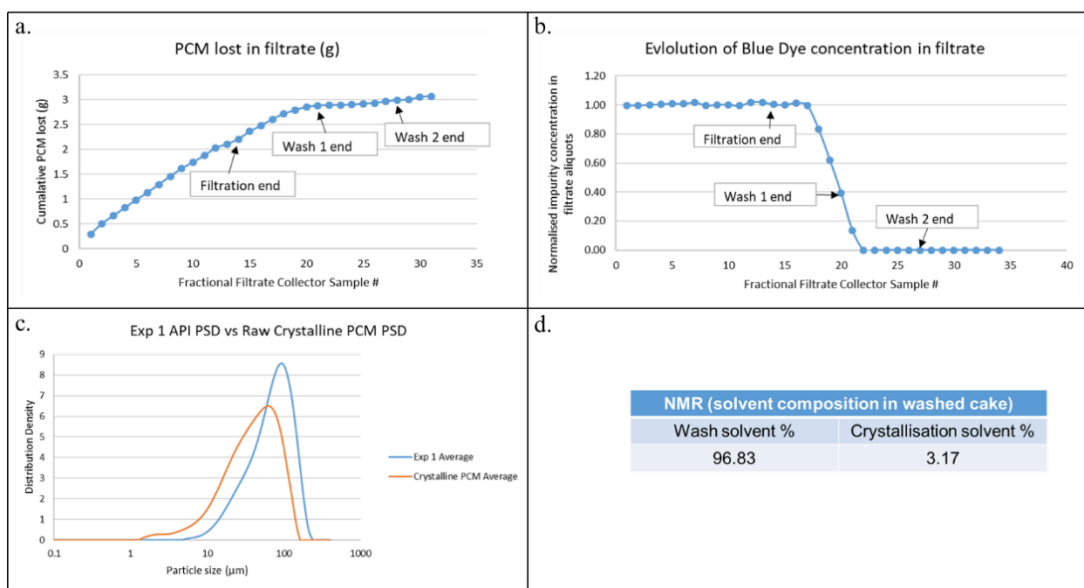 a.
PCM lost in filtrate (g)
Cumalative PCM lost (g)
3.5
3
2.5
2
1.5
1
0.5
0
Filtration end
Wash 1 end
Wash 2 end
0 5 10 15 20 25 30 35
Fractional Filtrate Collector Sample #
b.
Evlolution of Blue Dye concentration in filtrate
Normalised impurity concentration in
filtrate aliquots
1.20
1.00
0.80
0.60
0.40
0.20
0.00
Filtration end
Wash 1 end
Wash 2 end
0 5 10 15 20 25 30 35 40
Fractional Filtrate Collector Sample #
c.
Exp 1 API PSD vs Raw Crystalline PCM PSD
Distribution Density
9
8
7
6
5
4
3
2
1
0
Exp 1 Average
Crystalline PCM Average
0.1 1 10 100 1000
Particle size (µm)
d.
NMR (solvent composition in washed cake)
Wash solvent % Crystallisation solvent %
96.83 3.17